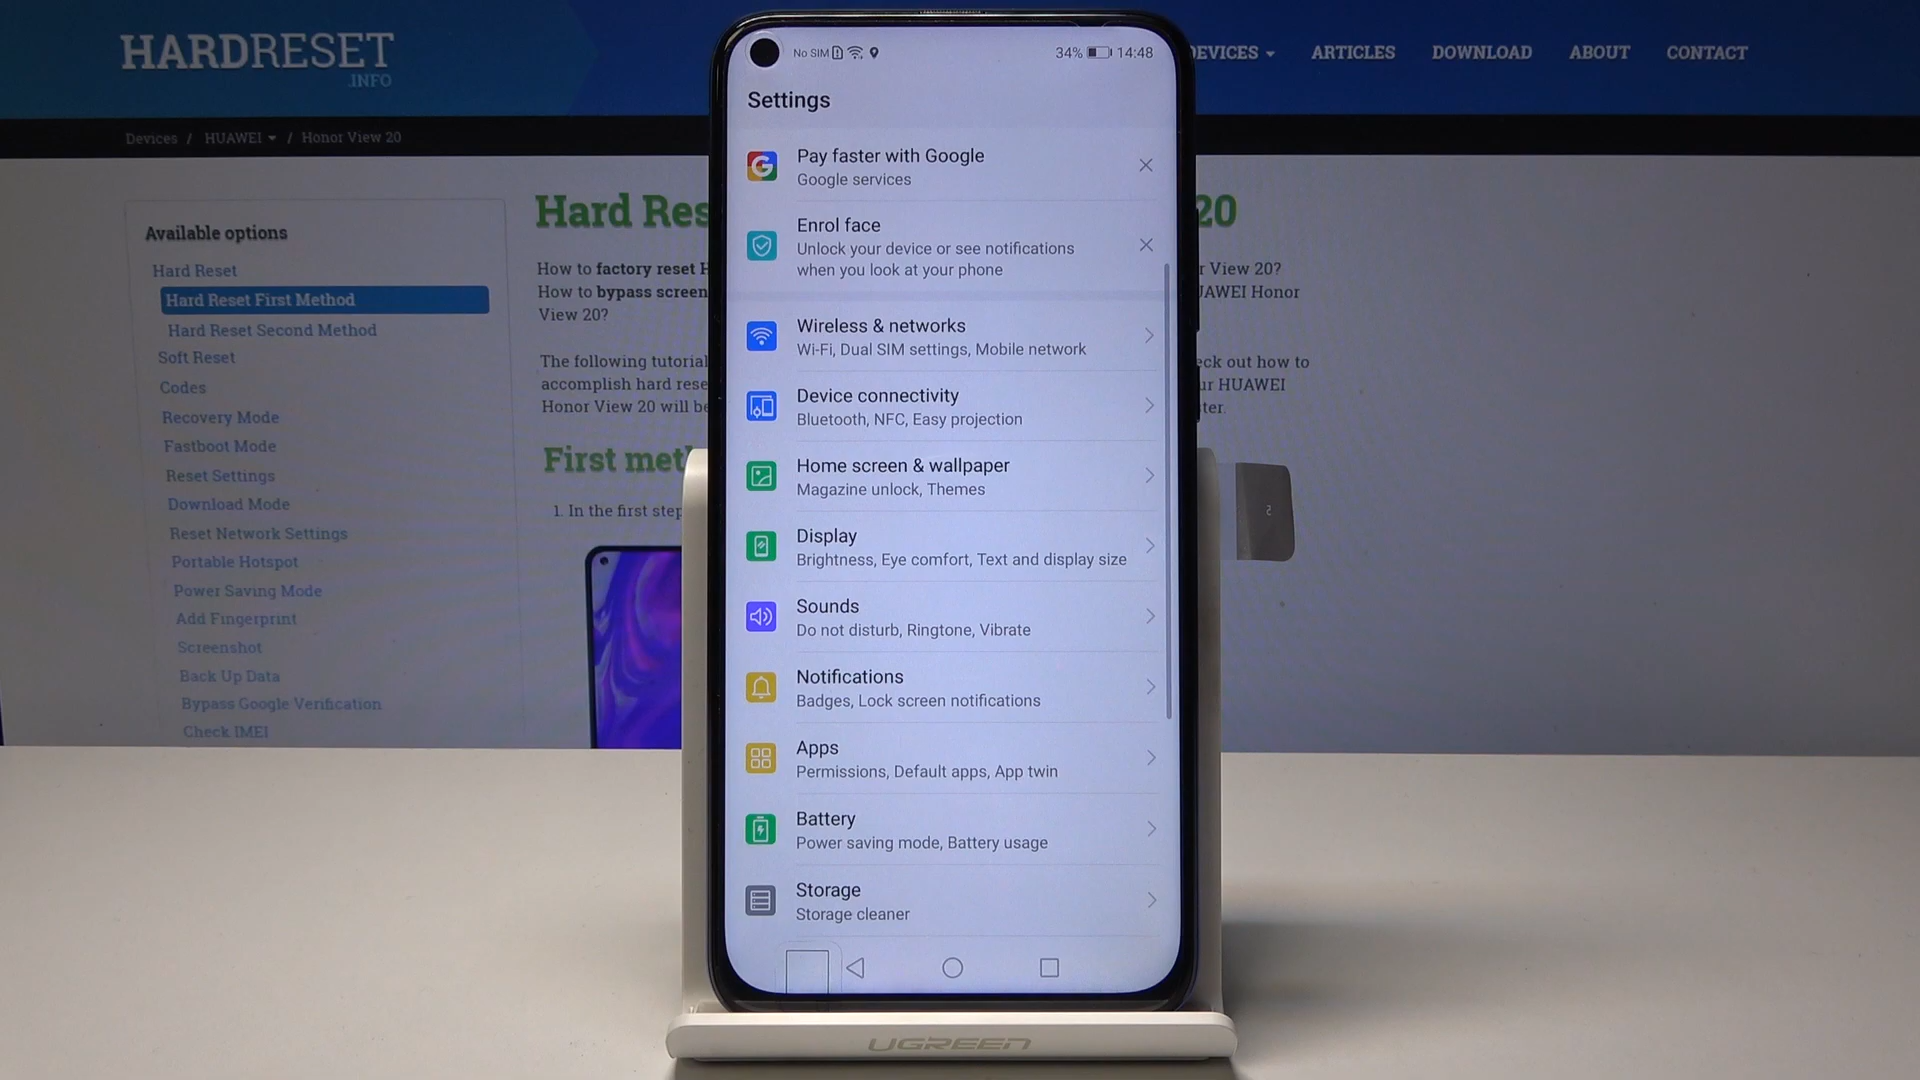 HARDRESET
.INFO
DEVICES
ARTICLES
DOWNLOAD
ABOUT
CONTACT
Devices / HUAWEI / Honor View 20
Available options
Hard Reset
Hard Reset First Method
Hard Reset Second Method
Soft Reset
Codes
Recovery Mode
Fastboot Mode
Reset Settings
Download Mode
Reset Network Settings
Portable Hotspot
Power Saving Mode
Add Fingerprint
Screenshot
Back Up Data
Bypass Google Verification
Check IMEI
Hard Res 20
How to factory reset H r View 20?
How to bypass screen AWEI Honor
View 20?
The following tutorial eck out how to
accomplish hard rese ur HUAWEI
Honor View 20 will be ter.
First meth
1. In the first step
No SIM
34% 14:48
Settings
Pay faster with Google
Google services
Enrol face
Unlock your device or see notifications
when you look at your phone
Wireless & networks
Wi-Fi, Dual SIM settings, Mobile network
Device connectivity
Bluetooth, NFC, Easy projection
Home screen & wallpaper
Magazine unlock, Themes
Display
Brightness, Eye comfort, Text and display size
Sounds
Do not disturb, Ringtone, Vibrate
Notifications
Badges, Lock screen notifications
Apps
Permissions, Default apps, App twin
Battery
Power saving mode, Battery usage
Storage
Storage cleaner
UGREEN